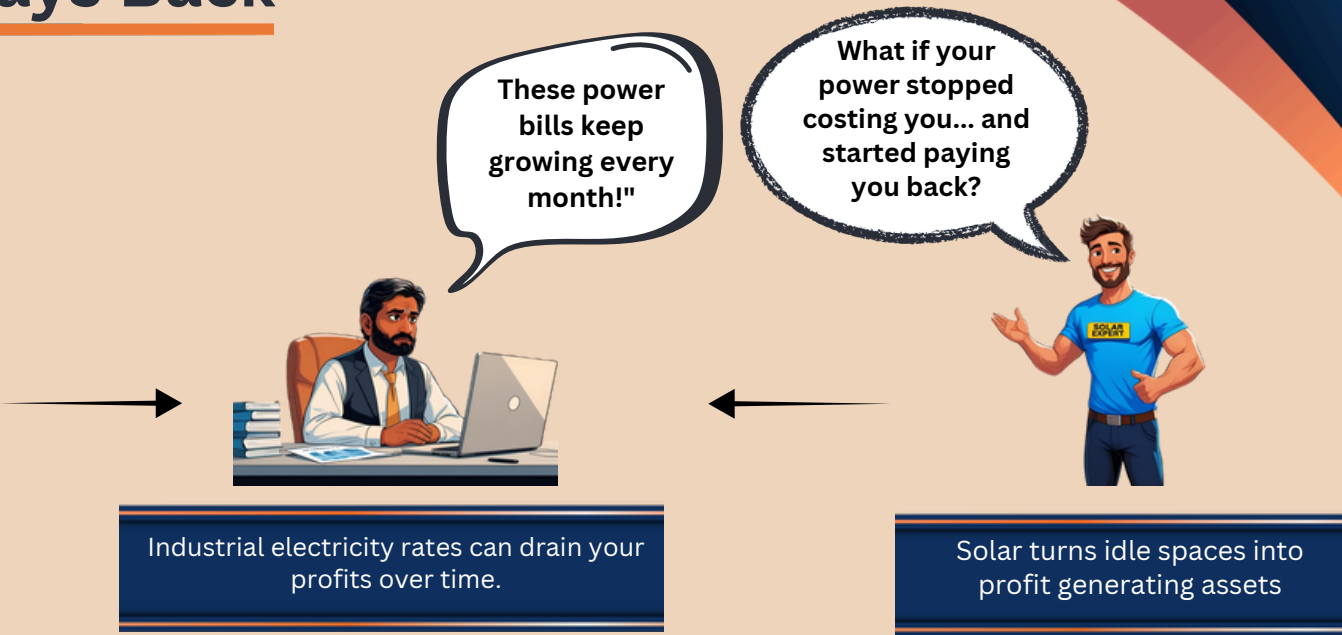 ays Back
These power
bills keep
growing every
month!"
What if your
power stopped
costing you... and
started paying
you back?
SOLAR
EXPERT
Industrial electricity rates can drain your
profits over time.
Solar turns idle spaces into
profit generating assets